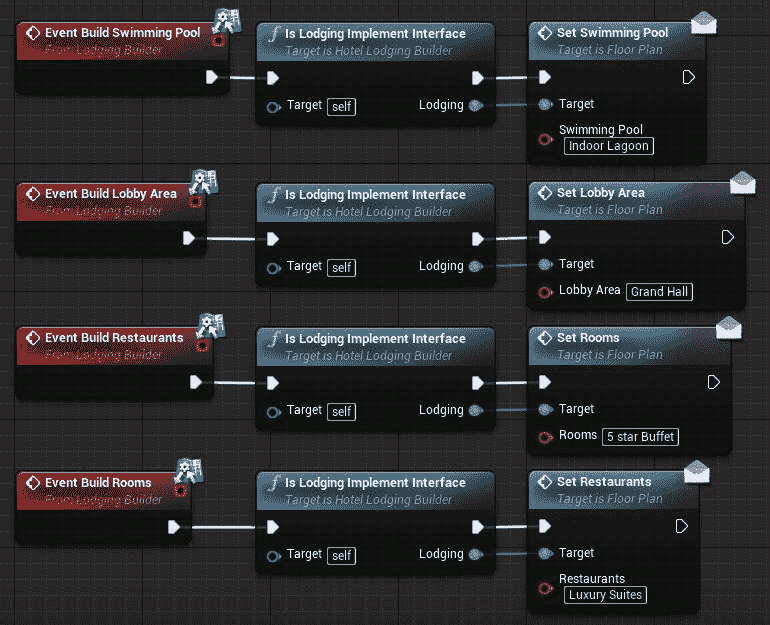 Event Build Swimming Pool
From Lodging Builder
Is Lodging Implement Interface
Target is Hotel Lodging Builder
Target self
Lodging
Set Swimming Pool
Target is Floor Plan
Target
Swimming Pool
Indoor Lagoon
Event Build Lobby Area
From Lodging Builder
Is Lodging Implement Interface
Target is Hotel Lodging Builder
Target self
Lodging
Set Lobby Area
Target is Floor Plan
Target
Lobby Area Grand Hall
Event Build Restaurants
From Lodging Builder
Is Lodging Implement Interface
Target is Hotel Lodging Builder
Target self
Lodging
Set Rooms
Target is Floor Plan
Target
Rooms 5 star Buffet
Event Build Rooms
From Lodging Builder
Is Lodging Implement Interface
Target is Hotel Lodging Builder
Target self
Lodging
Set Restaurants
Target is Floor Plan
Target
Restaurants
Luxury Suites